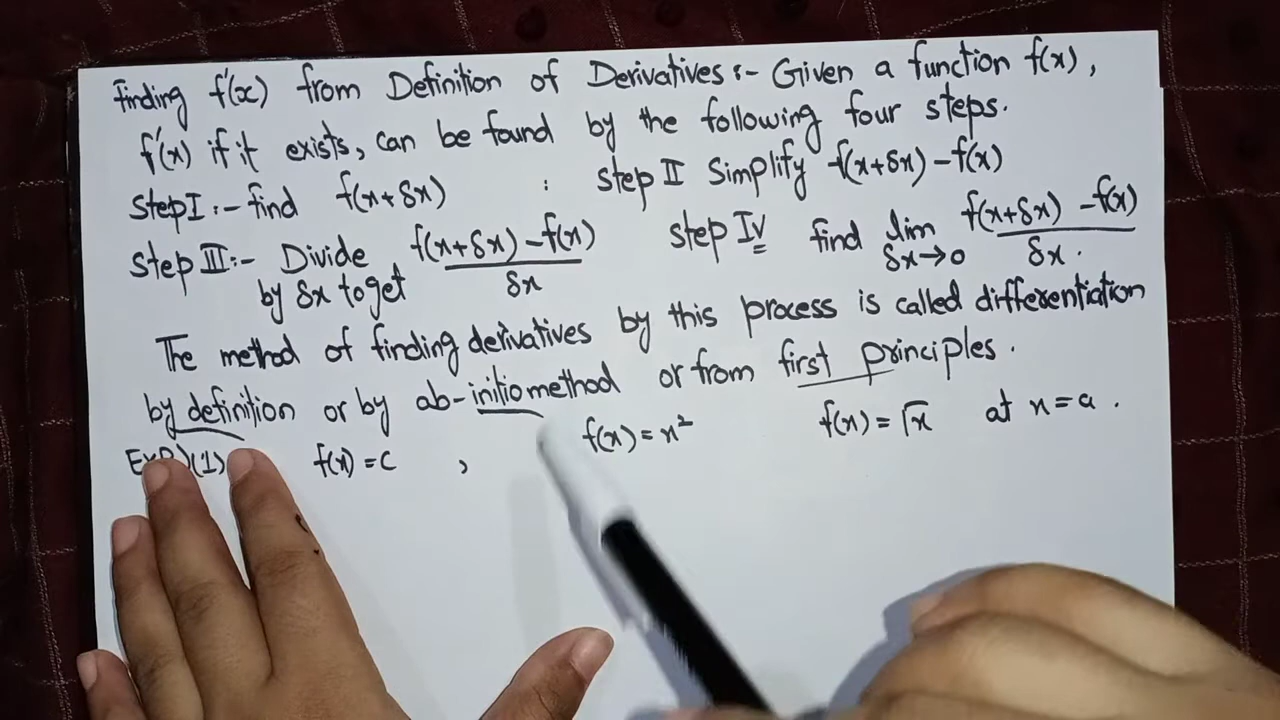 Finding f'(x) from Definition of Derivatives :- Given a function f(x),
f'(x) if it exists, can be found by the following four steps.
Step I :- find f(x+δx) : step II Simplify f(x+δx) - f(x)
Step III :- Divide by δx to get f(x+δx) - f(x) / δx step IV find lim δx→0 f(x+δx) - f(x) / δx.
The method of finding derivatives by this process is called differentiation
by definition or by ab-initio method or from first principles.
(1) f(x) = c , f(x) = x² f(x) = √x at x = a .